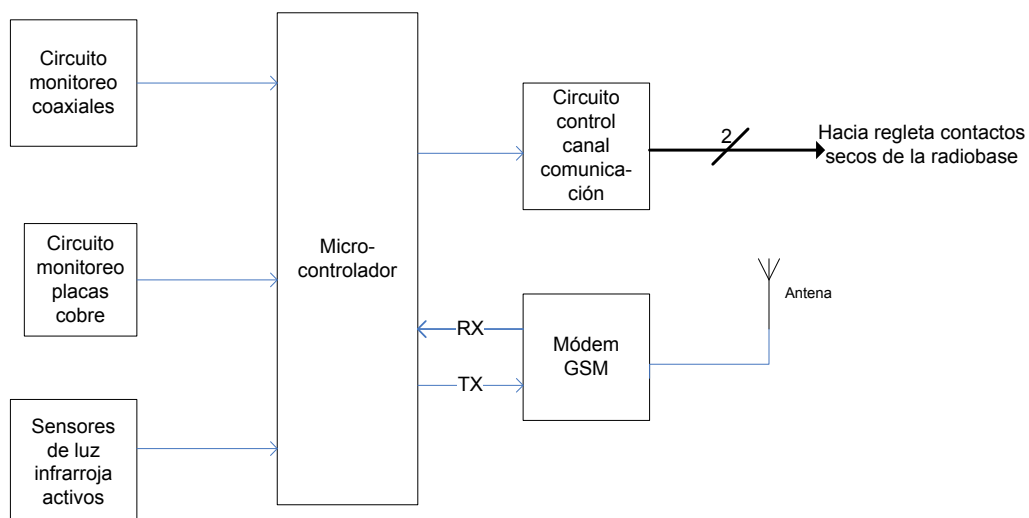 Circuito
monitoreo
coaxiales
Circuito
monitoreo
placas
cobre
Sensores
de luz
infrarroja
activos
Micro-
controlador
Circuito
control
canal
comunica-
ción
2
Hacia regleta contactos
secos de la radiobase
RX
TX
Módem
GSM
Antena